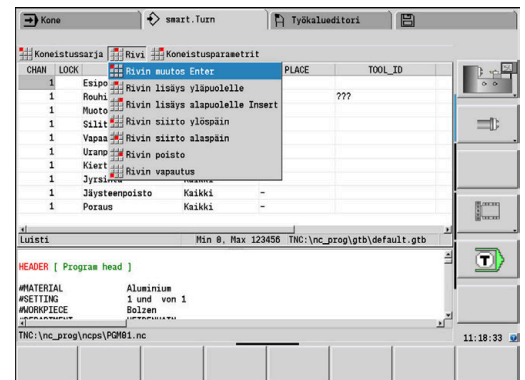 Kone smart.Turn Työkalueditori
Koneistussarja Rivi Koneistusparametrit
CHAN LOCK PLACE TOOL_ID
Rivin muutos Enter
Rivin lisäys yläpuolelle
Rivin lisäys alapuolelle Insert
Rivin siirto ylöspäin
Rivin siirto alaspäin
Rivin poisto
Rivin vapautus
1 Esipo
1 Rouhi ???
1 Muoto
1 Silit
1 Vapaa
1 Uranp
1 Kiert
1 Jyrsintä Kaikki
1 Jäysteenpoisto Kaikki –
1 Poraus Kaikki –
Luisti Min 0, Max 123456 TNC:\nc_prog\gtb\default.gtb
HEADER [ Program head ]
#MATERIAL Aluminium
#SETTING 1 und von 1
#WORKPIECE Bolzen
TNC:\nc_prog\ncps\PGM01.nc
T
11:18:33